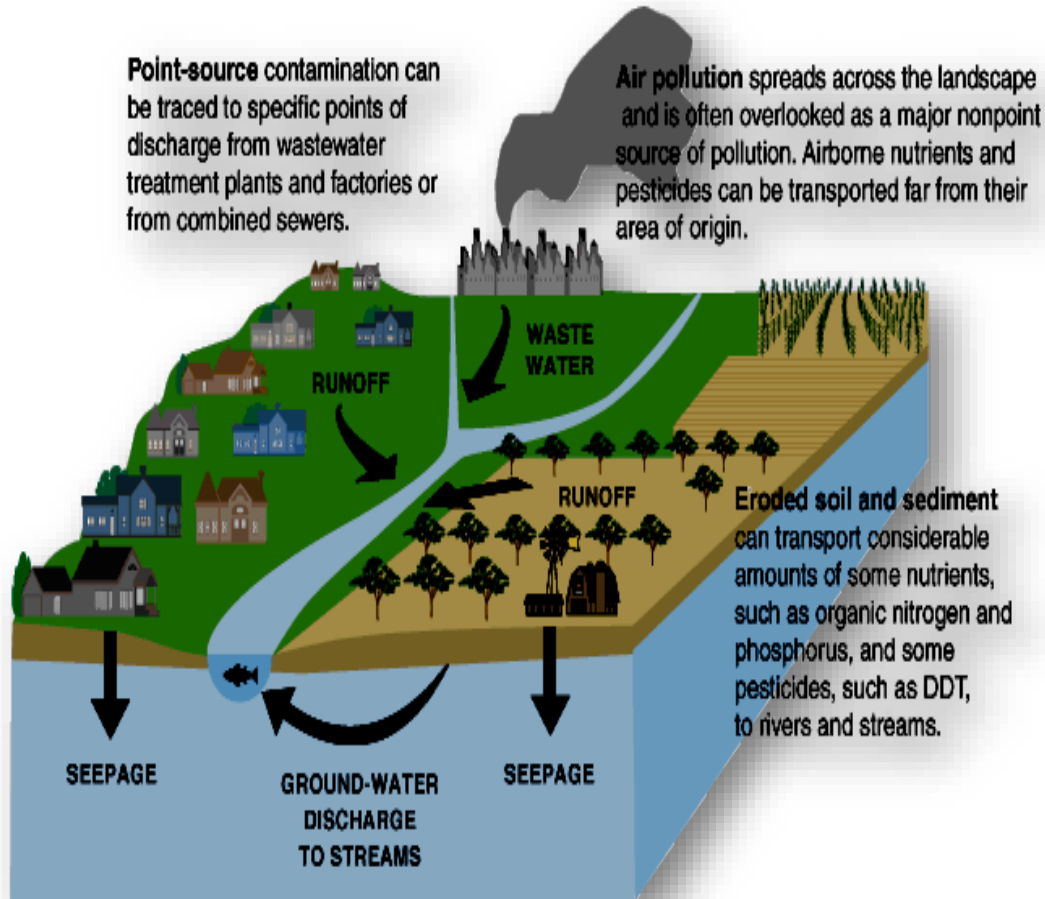 Point-source contamination can
be traced to specific points of
discharge from wastewater
treatment plants and factories or
from combined sewers.
Air pollution spreads across the landscape
and is often overlooked as a major nonpoint
source of pollution. Airborne nutrients and
pesticides can be transported far from their
area of origin.
WASTE
WATER
RUNOFF
RUNOFF
Eroded soil and sediment
can transport considerable
amounts of some nutrients,
such as organic nitrogen and
phosphorus, and some
pesticides, such as DDT,
to rivers and streams.
SEEPAGE
GROUND-WATER
DISCHARGE
TO STREAMS
SEEPAGE